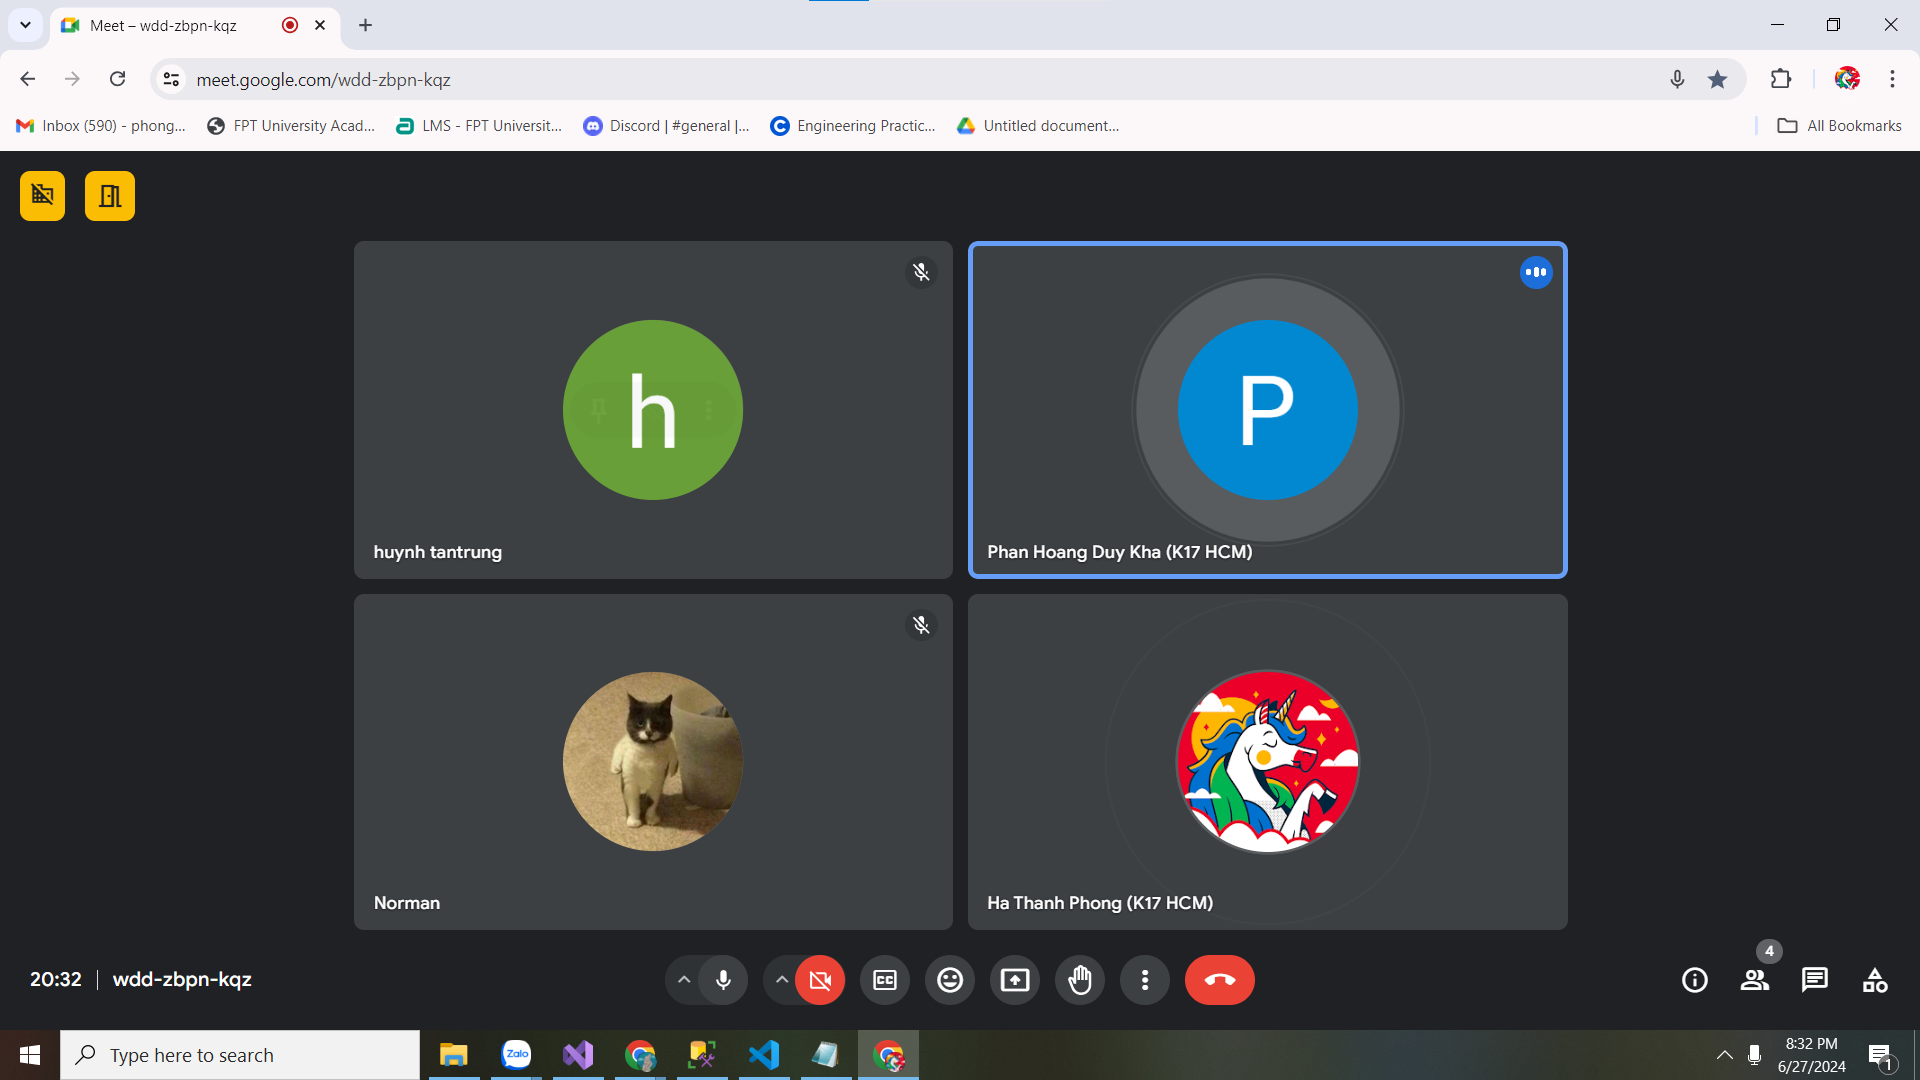 Meet – wdd-zbpn-kqz
meet.google.com/wdd-zbpn-kqz
Inbox (590) - phong...
FPT University Acad...
LMS - FPT Universit...
Discord | #general |...
Engineering Practic...
Untitled document...
All Bookmarks
h
huynh tantrung
P
Phan Hoang Duy Kha (K17 HCM)
Norman
Ha Thanh Phong (K17 HCM)
20:32 | wdd-zbpn-kqz
CC
4
Type here to search
Zalo
8:32 PM
6/27/2024
1